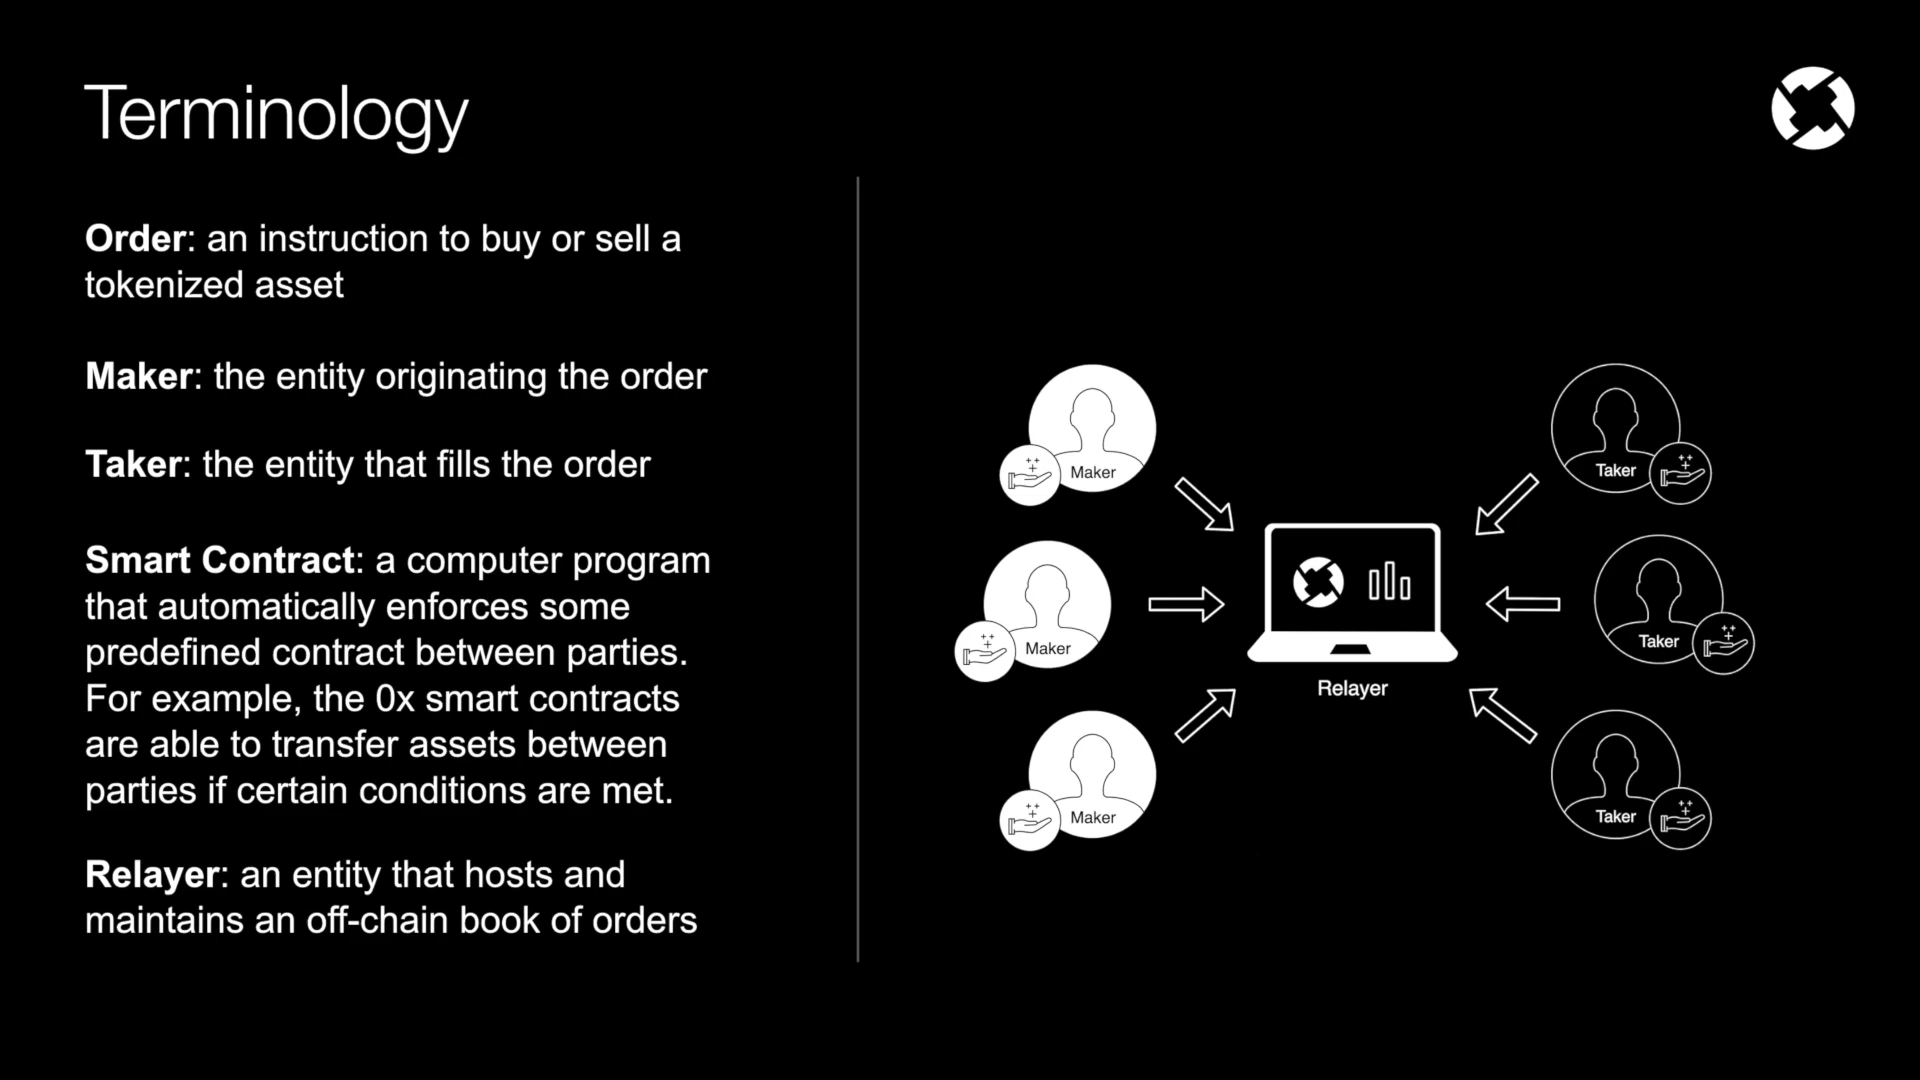 Terminology
Order: an instruction to buy or sell a
tokenized asset
Maker: the entity originating the order
Taker: the entity that fills the order
Smart Contract: a computer program
that automatically enforces some
predefined contract between parties.
For example, the 0x smart contracts
are able to transfer assets between
parties if certain conditions are met.
Relayer: an entity that hosts and
maintains an off-chain book of orders
Maker
Taker
Maker
Taker
Relayer
Maker
Taker